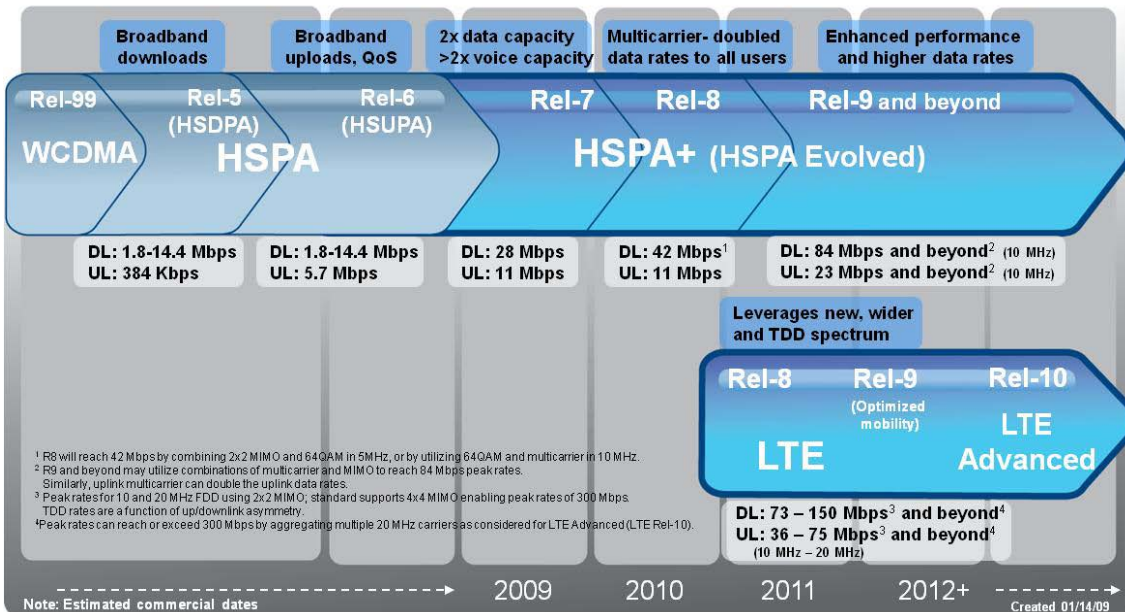 Broadband
downloads
Broadband
uploads, QoS
2x data capacity
>2x voice capacity
Multicarrier- doubled
data rates to all users
Enhanced performance
and higher data rates
Rel-99
Rel-5
(HSDPA)
Rel-6
(HSUPA)
Rel-7
Rel-8
Rel-9 and beyond
WCDMA
HSPA
HSPA+ (HSPA Evolved)
DL: 1.8-14.4 Mbps
UL: 384 Kbps
DL: 1.8-14.4 Mbps
UL: 5.7 Mbps
DL: 28 Mbps
UL: 11 Mbps
DL: 42 Mbps¹
UL: 11 Mbps
DL: 84 Mbps and beyond² (10 MHz)
UL: 23 Mbps and beyond² (10 MHz)
Leverages new, wider
and TDD spectrum
Rel-8
Rel-9
(Optimized
mobility)
Rel-10
LTE
LTE
Advanced
¹ R8 will reach 42 Mbps by combining 2x2 MIMO and 64QAM in 5MHz, or by utilizing 64QAM and multicarrier in 10 MHz.
² R9 and beyond may utilize combinations of multicarrier and MIMO to reach 84 Mbps peak rates.
Similarly, uplink multicarrier can double the uplink data rates.
³ Peak rates for 10 and 20 MHz FDD using 2x2 MIMO; standard supports 4x4 MIMO enabling peak rates of 300 Mbps.
TDD rates are a function of up/downlink asymmetry.
⁴Peak rates can reach or exceed 300 Mbps by aggregating multiple 20 MHz carriers as considered for LTE Advanced (LTE Rel-10).
DL: 73 – 150 Mbps³ and beyond⁴
UL: 36 – 75 Mbps³ and beyond⁴
(10 MHz – 20 MHz)
2009
2010
2011
2012+
Note: Estimated commercial dates
Created 01/14/09